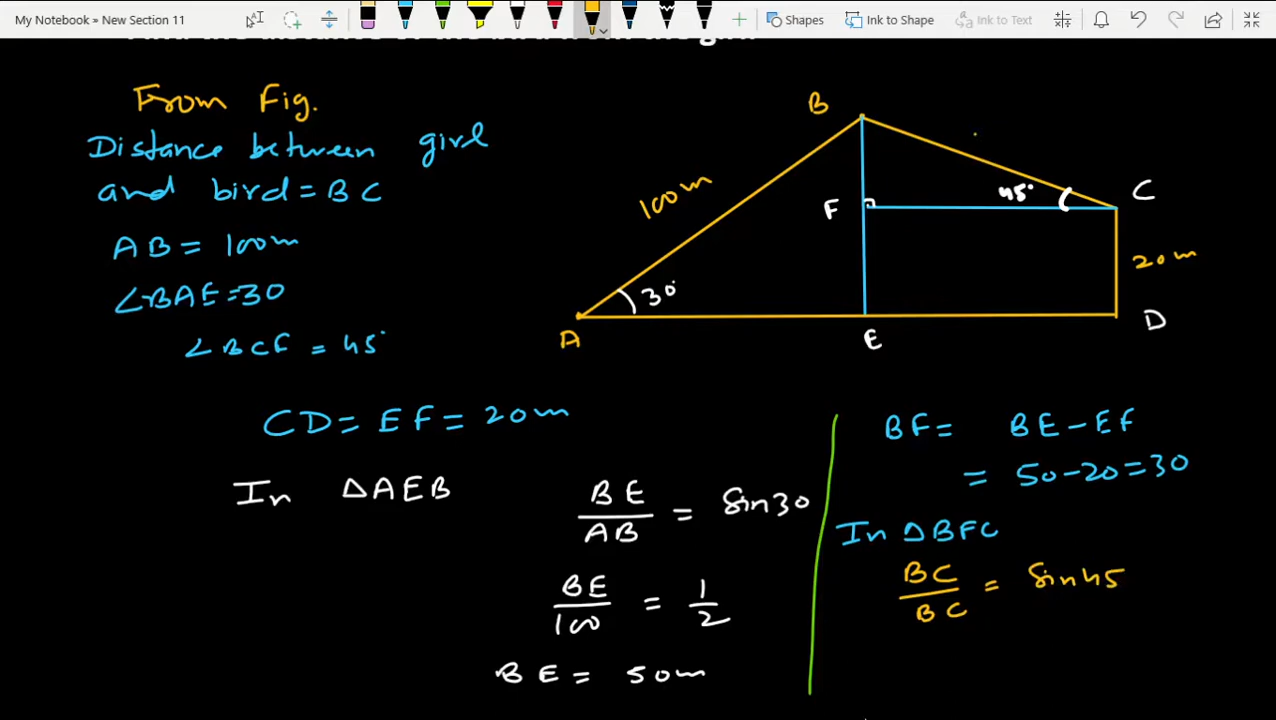 My Notebook » New Section 11
Shapes
Ink to Shape
Ink to Text
From Fig.
Distance between girl
and bird = BC
AB = 100m
∠BAE = 30
∠BCF = 45°
CD = EF = 20m
In △AEB
BE/AB = Sin30
BE/100 = 1/2
BE = 50m
B
100m
30°
A
F
45°
C
20m
E
D
BF = BE - EF
= 50-20=30
In △BFC
BC/BC = Sin45